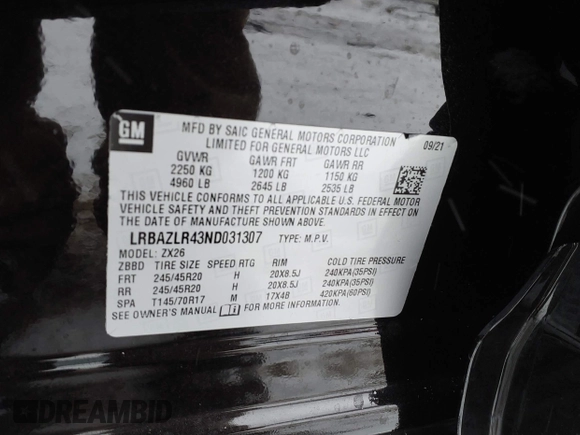 GM
MFD BY SAIC GENERAL MOTORS CORPORATION
LIMITED FOR GENERAL MOTORS LLC
09/21
GVWR GAWR FRT GAWR RR
2250 KG 1200 KG 1150 KG
4960 LB 2645 LB 2535 LB
THIS VEHICLE CONFORMS TO ALL APPLICABLE U.S. FEDERAL MOTOR
VEHICLE SAFETY AND THEFT PREVENTION STANDARDS IN EFFECT ON
THE DATE OF MANUFACTURE SHOWN ABOVE.
LRBAZLR43ND031307 TYPE: M.P.V.
MODEL: ZX26
ZBBD TIRE SIZE SPEED RTG RIM COLD TIRE PRESSURE
FRT 245/45R20 H 20X8.5J 240KPA(35PSI)
RR 245/45R20 H 20X8.5J 240KPA(35PSI)
SPA T145/70R17 M 17X4B 420KPA(60PSI)
SEE OWNER'S MANUAL FOR MORE INFORMATION.
DREAMBID